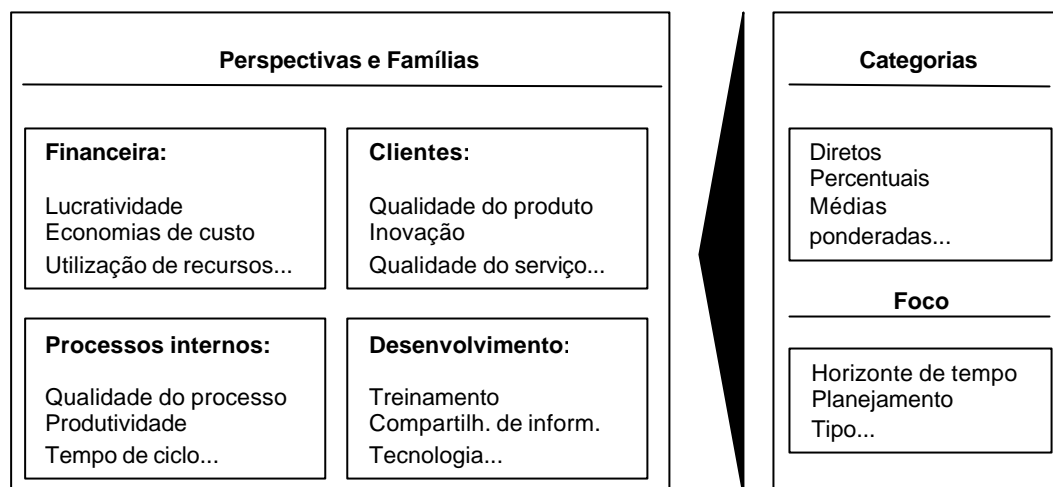 Perspectivas e Famílias
Financeira:
Lucratividade
Economias de custo
Utilização de recursos...
Clientes:
Qualidade do produto
Inovação
Qualidade do serviço...
Processos internos:
Qualidade do processo
Produtividade
Tempo de ciclo...
Desenvolvimento:
Treinamento
Compartilh. de inform.
Tecnologia...
Categorias
Diretos
Percentuais
Médias
ponderadas...
Foco
Horizonte de tempo
Planejamento
Tipo...